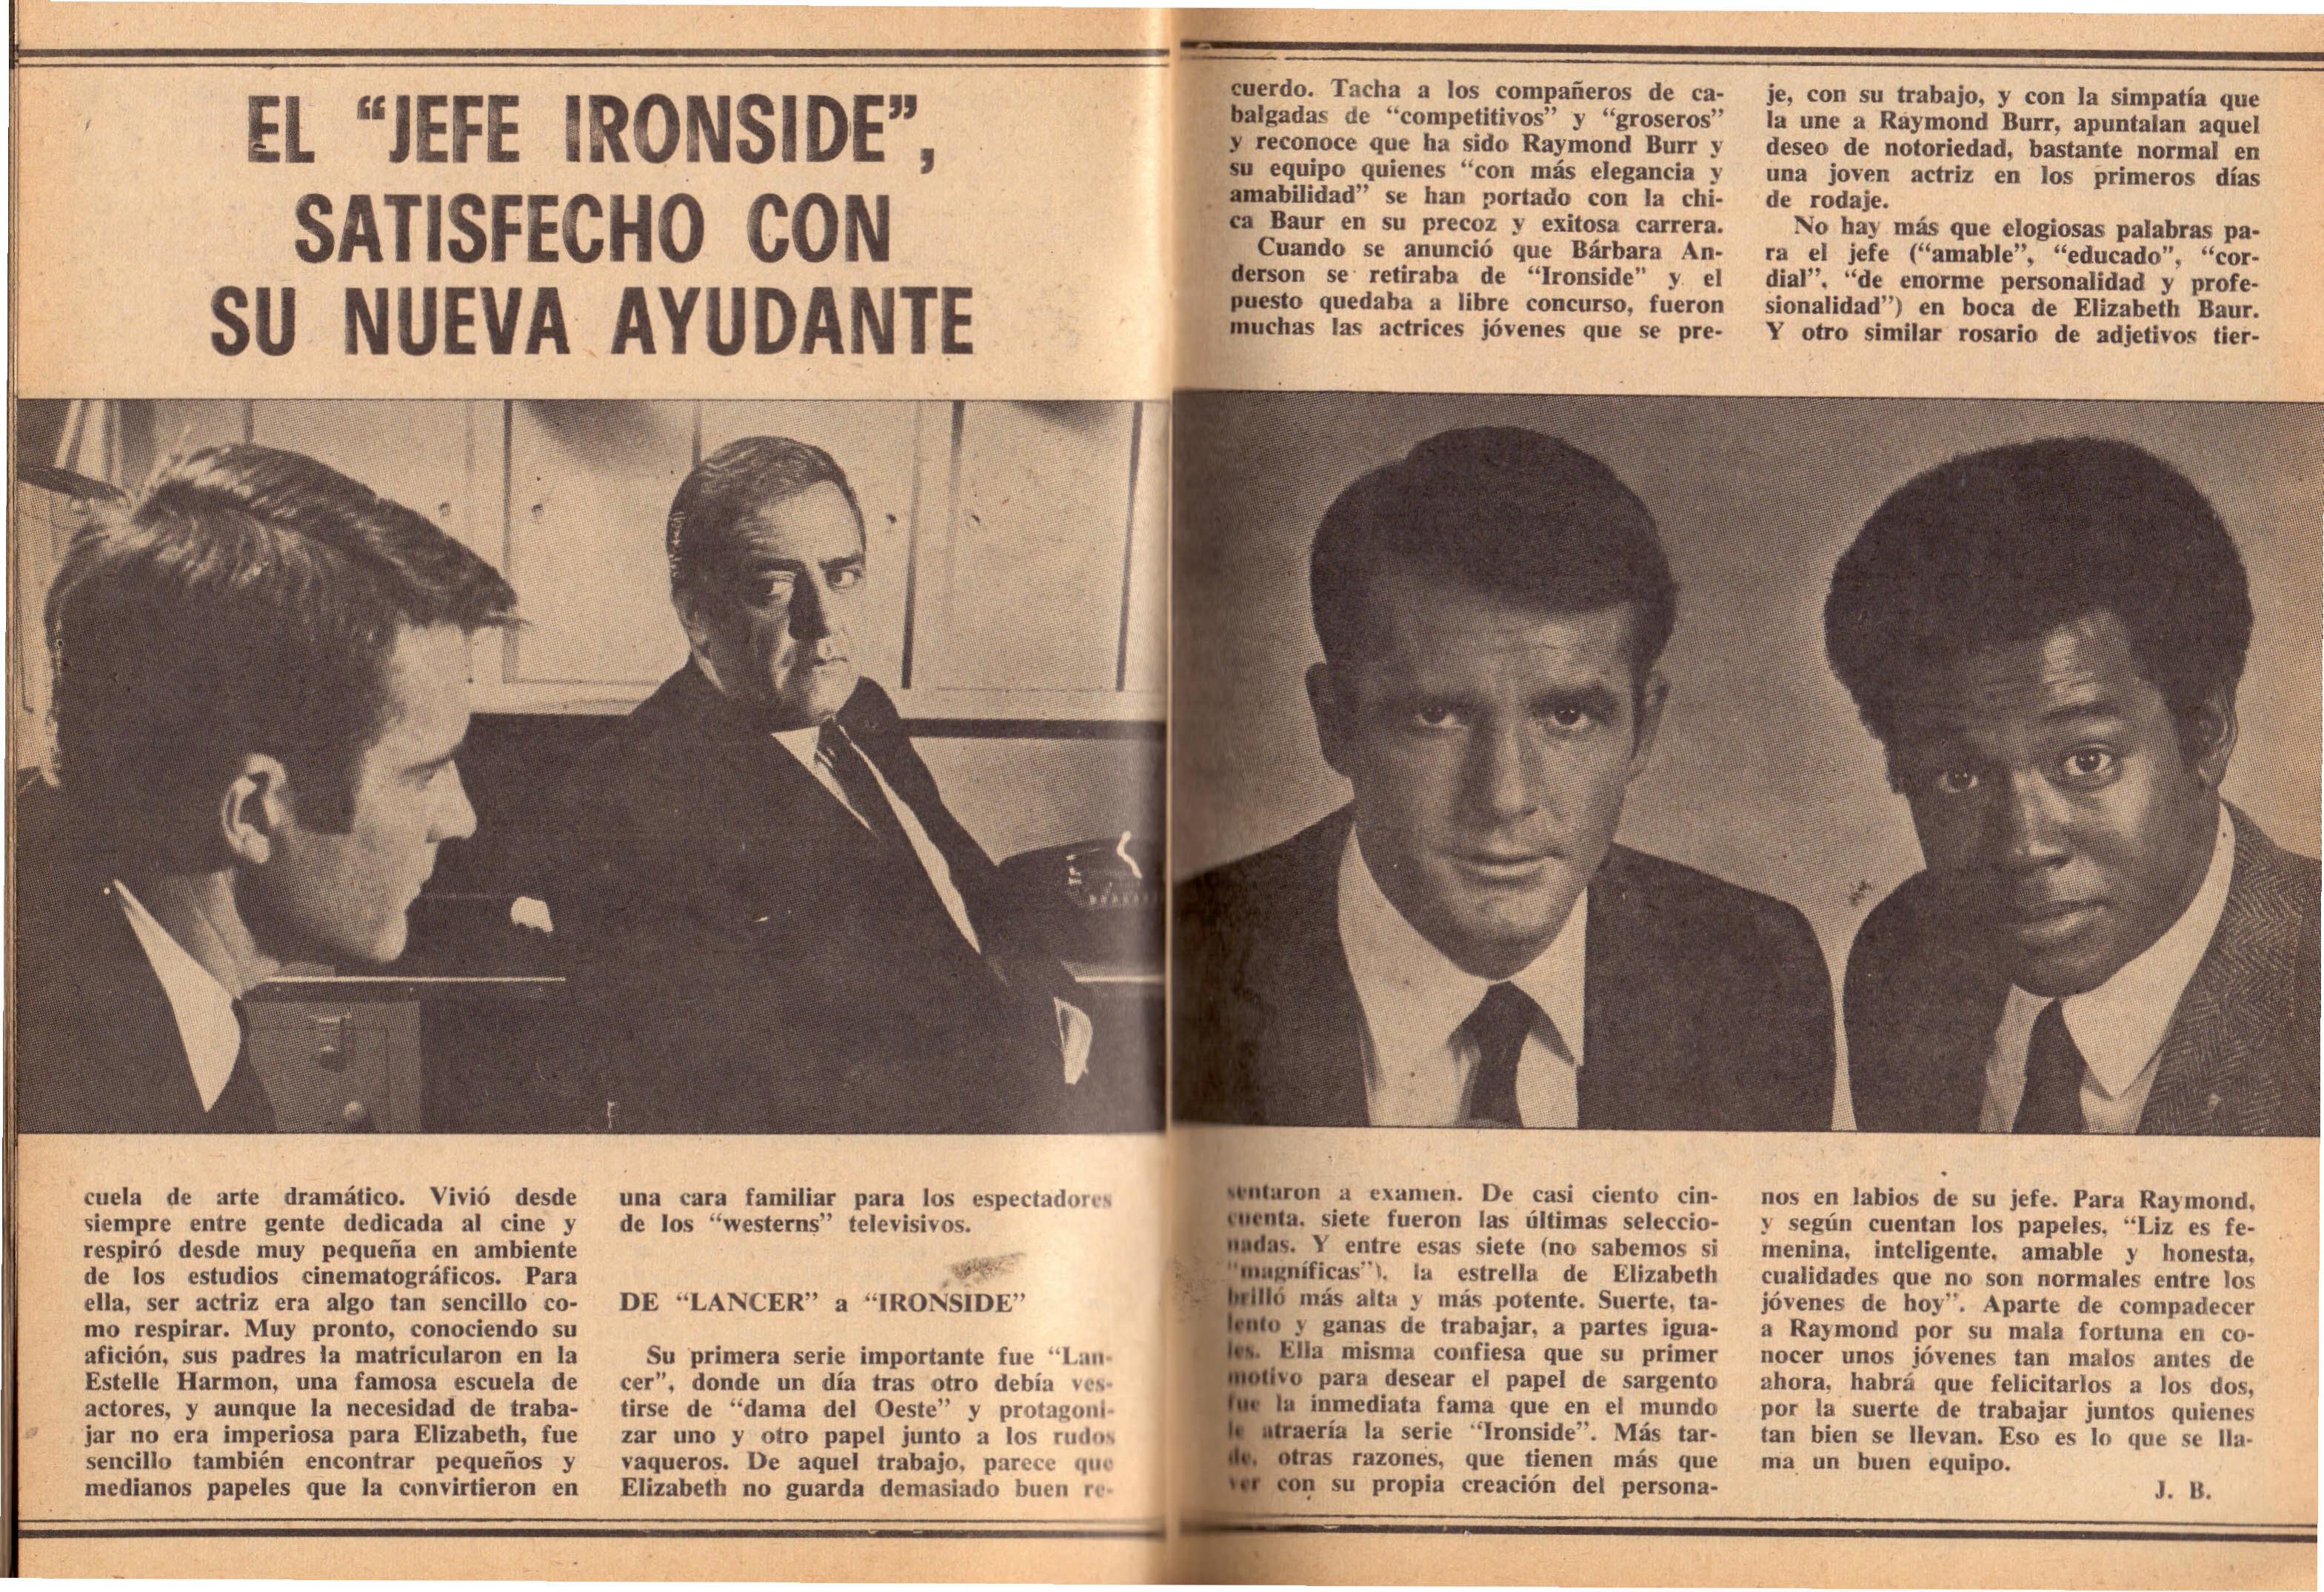 EL “JEFE IRONSIDE”,
SATISFECHO CON
SU NUEVA AYUDANTE
cuela de arte dramático. Vivió desde
siempre entre gente dedicada al cine y
respiró desde muy pequeña en ambiente
de los estudios cinematográficos. Para
ella, ser actriz era algo tan sencillo co-
mo respirar. Muy pronto, conociendo su
afición, sus padres la matricularon en la
Estelle Harmon, una famosa escuela de
actores, y aunque la necesidad de traba-
jar no era imperiosa para Elizabeth, fue
sencillo también encontrar pequeños y
medianos papeles que la convirtieron en
una cara familiar para los espectadores
de los “westerns” televisivos.
DE “LANCER” a “IRONSIDE”
Su primera serie importante fue “Lan-
cer”, donde un día tras otro debía ves-
tirse de “dama del Oeste” y protagoni-
zar uno y otro papel junto a los rudos
vaqueros. De aquel trabajo, parece que
Elizabeth no guarda demasiado buen re-
cuerdo. Tacha a los compañeros de ca-
balgadas de “competitivos” y “groseros”
y reconoce que ha sido Raymond Burr y
su equipo quienes “con más elegancia y
amabilidad” se han portado con la chi-
ca Baur en su precoz y exitosa carrera.
Cuando se anunció que Bárbara An-
derson se retiraba de “Ironside” y el
puesto quedaba a libre concurso, fueron
muchas las actrices jóvenes que se pre-
sentaron a examen. De casi ciento cin-
cuenta, siete fueron las últimas seleccio-
nadas. Y entre esas siete (no sabemos si
“magníficas”), la estrella de Elizabeth
brilló más alta y más potente. Suerte, ta-
lento y ganas de trabajar, a partes igua-
les. Ella misma confiesa que su primer
motivo para desear el papel de sargento
fue la inmediata fama que en el mundo
le atraería la serie “Ironside”. Más tar-
de, otras razones, que tienen más que
ver con su propia creación del persona-
je, con su trabajo, y con la simpatía que
la une a Raymond Burr, apuntalan aquel
deseo de notoriedad, bastante normal en
una joven actriz en los primeros días
de rodaje.
No hay más que elogiosas palabras pa-
ra el jefe (“amable”, “educado”, “cor-
dial”, “de enorme personalidad y profe-
sionalidad”) en boca de Elizabeth Baur.
Y otro similar rosario de adjetivos tier-
nos en labios de su jefe. Para Raymond,
y según cuentan los papeles, “Liz es fe-
menina, inteligente, amable y honesta,
cualidades que no son normales entre los
jóvenes de hoy”. Aparte de compadecer
a Raymond por su mala fortuna en co-
nocer unos jóvenes tan malos antes de
ahora, habrá que felicitarlos a los dos,
por la suerte de trabajar juntos quienes
tan bien se llevan. Eso es lo que se lla-
ma un buen equipo.
J. B.